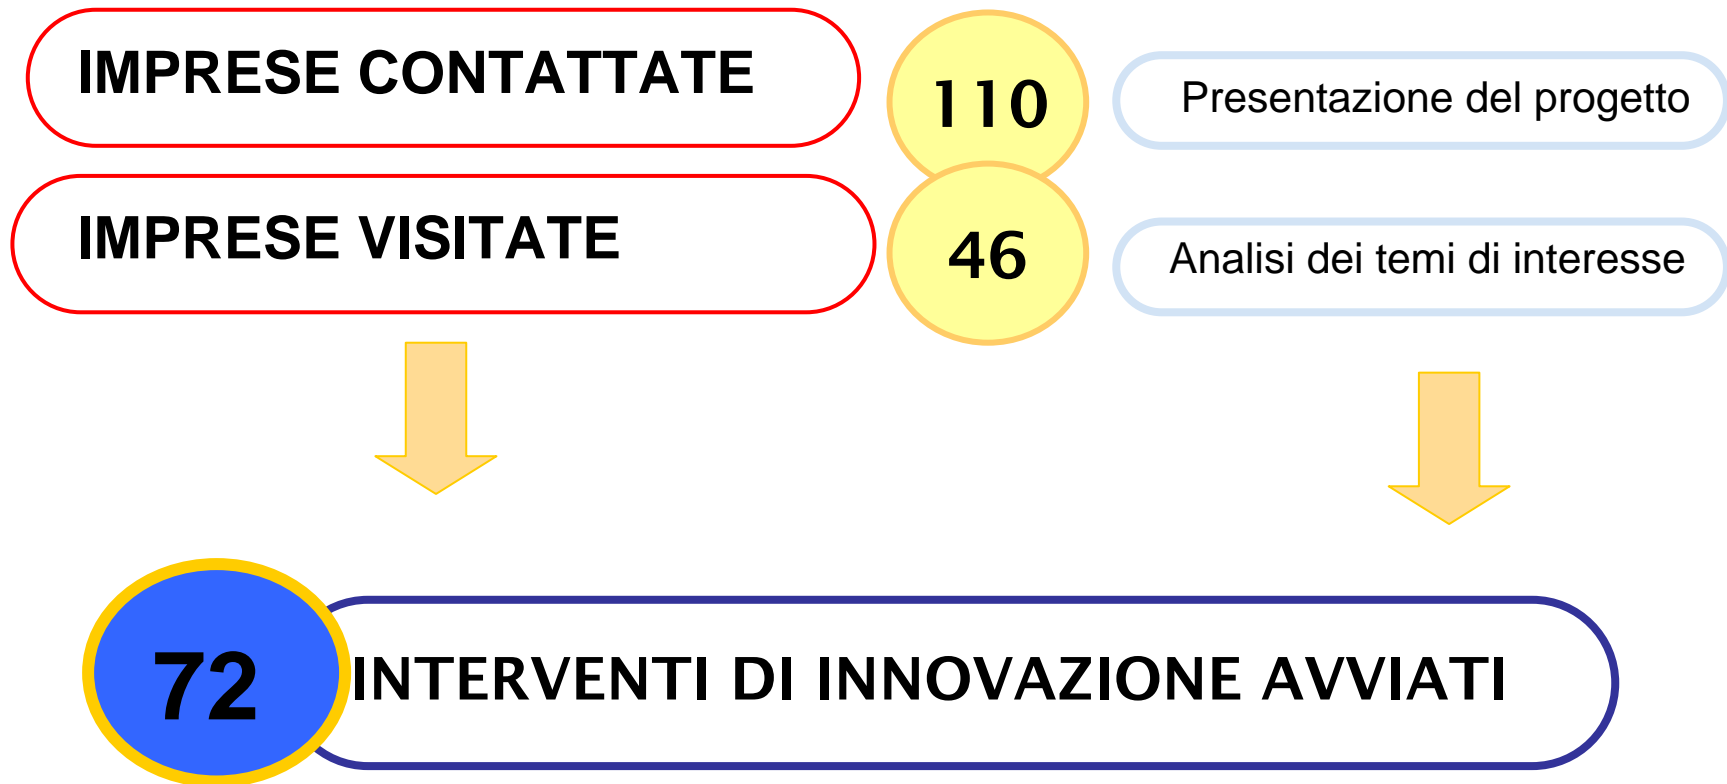 IMPRESE CONTATTATE
110
Presentazione del progetto
IMPRESE VISITATE
46
Analisi dei temi di interesse
72
INTERVENTI DI INNOVAZIONE AVVIATI